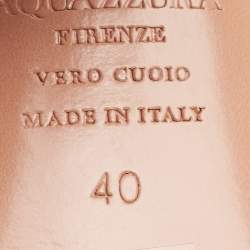 AQUAZZURA
FIRENZE
VERO CUOIO
MADE IN ITALY
40